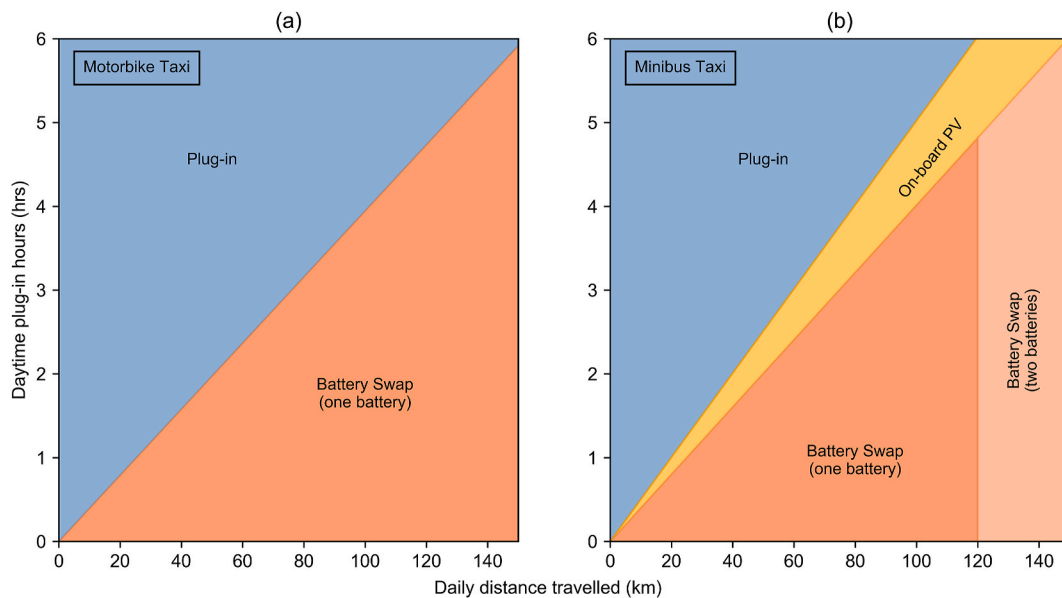 (a)
Motorbike Taxi
Plug-in
Battery Swap
(one battery)
Daytime plug-in hours (hrs)
6
5
4
3
2
1
0
0 20 40 60 80 100 120 140
(b)
Minibus Taxi
Plug-in
On-board PV
Battery Swap
(one battery)
Battery Swap
(two batteries)
6
5
4
3
2
1
0
0 20 40 60 80 100 120 140
Daily distance travelled (km)